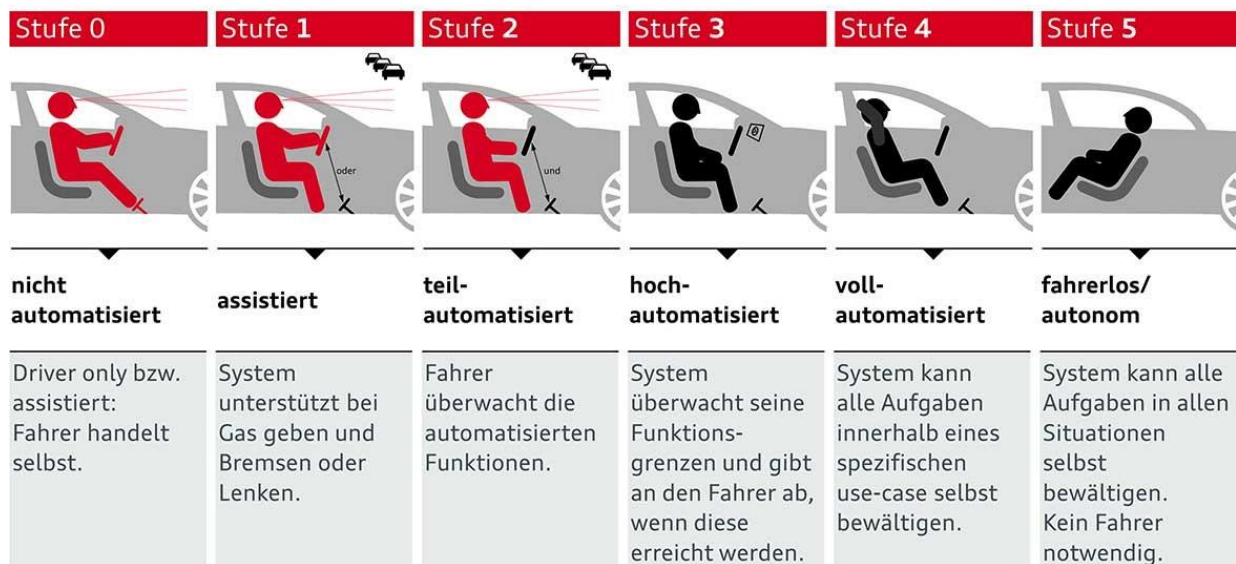 Stufe 0
Stufe 1
Stufe 2
Stufe 3
Stufe 4
Stufe 5
oder
und
nicht
automatisiert
assistiert
teil-
automatisiert
hoch-
automatisiert
voll-
automatisiert
fahrerlos/
autonom
Driver only bzw.
assistiert:
Fahrer handelt
selbst.
System
unterstützt bei
Gas geben und
Bremsen oder
Lenken.
Fahrer
überwacht die
automatisierten
Funktionen.
System
überwacht seine
Funktions-
grenzen und gibt
an den Fahrer ab,
wenn diese
erreicht werden.
System kann
alle Aufgaben
innerhalb eines
spezifischen
use-case selbst
bewältigen.
System kann alle
Aufgaben in allen
Situationen
selbst
bewältigen.
Kein Fahrer
notwendig.